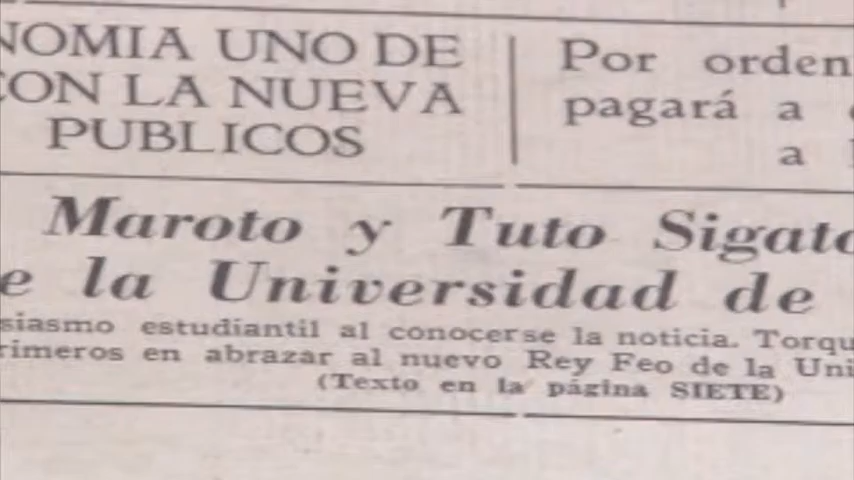 NOMIA UNO DE
CON LA NUEVA
PUBLICOS
Por orden
pagará a
a
Maroto y Tuto Sigat
e la Universidad de
siasmo estudiantil al conocerse la noticia. Torqu
rimeros en abrazar al nuevo Rey Feo de la Uni
(Texto en la página SIETE)